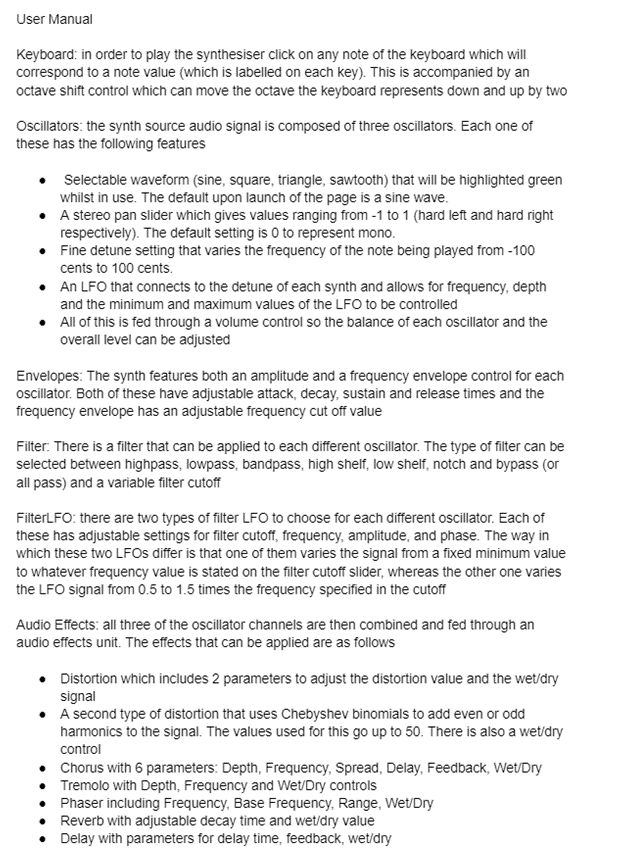 User Manual
Keyboard: in order to play the synthesiser click on any note of the keyboard which will
correspond to a note value (which is labelled on each key). This is accompanied by an
octave shift control which can move the octave the keyboard represents down and up by two
Oscillators: the synth source audio signal is composed of three oscillators. Each one of
these has the following features
● Selectable waveform (sine, square, triangle, sawtooth) that will be highlighted green
whilst in use. The default upon launch of the page is a sine wave.
● A stereo pan slider which gives values ranging from -1 to 1 (hard left and hard right
respectively). The default setting is 0 to represent mono.
● Fine detune setting that varies the frequency of the note being played from -100
cents to 100 cents.
● An LFO that connects to the detune of each synth and allows for frequency, depth
and the minimum and maximum values of the LFO to be controlled
● All of this is fed through a volume control so the balance of each oscillator and the
overall level can be adjusted
Envelopes: The synth features both an amplitude and a frequency envelope control for each
oscillator. Both of these have adjustable attack, decay, sustain and release times and the
frequency envelope has an adjustable frequency cut off value
Filter: There is a filter that can be applied to each different oscillator. The type of filter can be
selected between highpass, lowpass, bandpass, high shelf, low shelf, notch and bypass (or
all pass) and a variable filter cutoff
FilterLFO: there are two types of filter LFO to choose for each different oscillator. Each of
these has adjustable settings for filter cutoff, frequency, amplitude, and phase. The way in
which these two LFOs differ is that one of them varies the signal from a fixed minimum value
to whatever frequency value is stated on the filter cutoff slider, whereas the other one varies
the LFO signal from 0.5 to 1.5 times the frequency specified in the cutoff
Audio Effects: all three of the oscillator channels are then combined and fed through an
audio effects unit. The effects that can be applied are as follows
● Distortion which includes 2 parameters to adjust the distortion value and the wet/dry
signal
● A second type of distortion that uses Chebyshev binomials to add even or odd
harmonics to the signal. The values used for this go up to 50. There is also a wet/dry
control
● Chorus with 6 parameters: Depth, Frequency, Spread, Delay, Feedback, Wet/Dry
● Tremolo with Depth, Frequency and Wet/Dry controls
● Phaser including Frequency, Base Frequency, Range, Wet/Dry
● Reverb with adjustable decay time and wet/dry value
● Delay with parameters for delay time, feedback, wet/dry